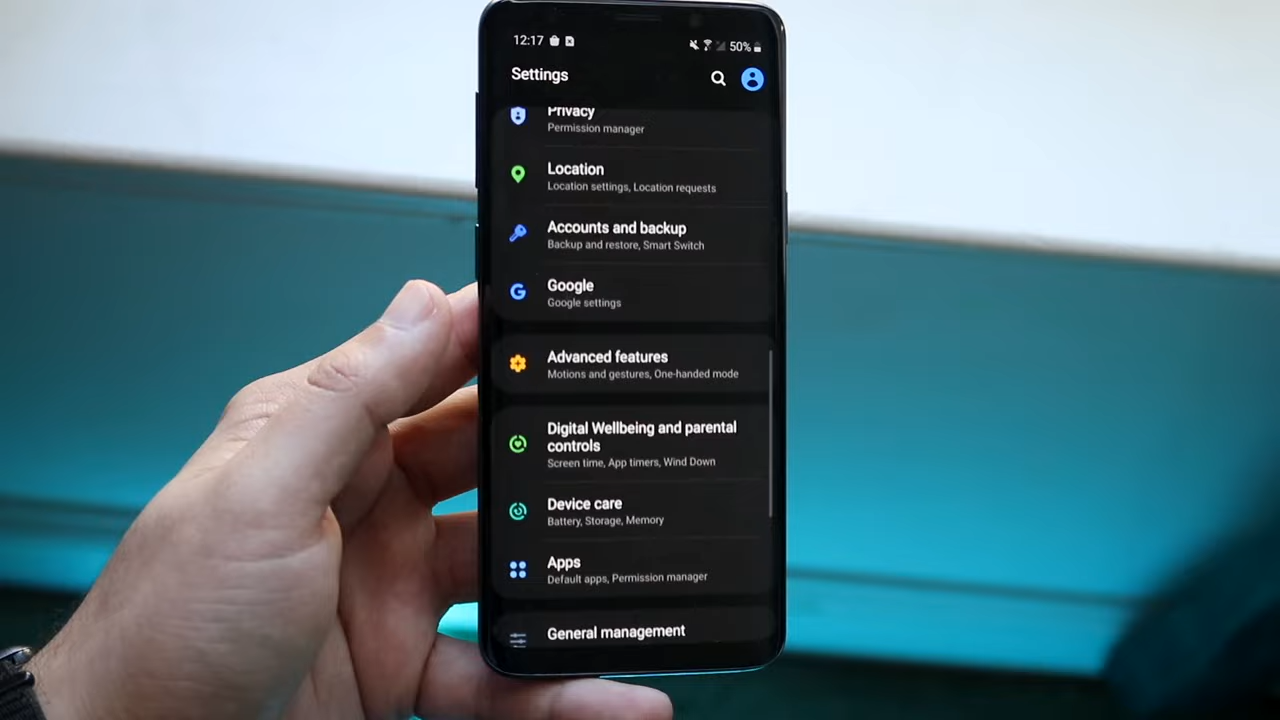 12:17
50%
Settings
Privacy
Permission manager
Location
Location settings, Location requests
Accounts and backup
Backup and restore, Smart Switch
Google
Google settings
Advanced features
Motions and gestures, One-handed mode
Digital Wellbeing and parental
controls
Screen time, App timers, Wind Down
Device care
Battery, Storage, Memory
Apps
Default apps, Permission manager
General management